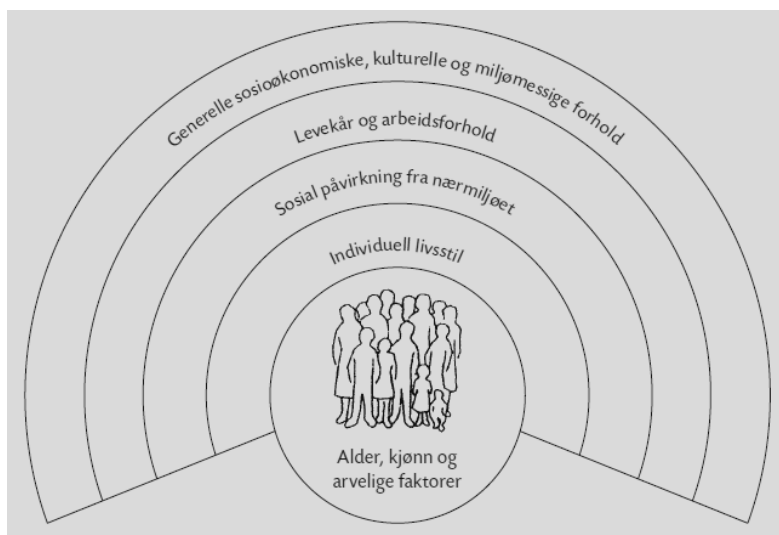 Generelle sosioøkonomiske, kulturelle og miljømessige forhold
Levekår og arbeidsforhold
Sosial påvirkning fra nærmiljøet
Individuell livsstil
Alder, kjønn og
arvelige faktorer